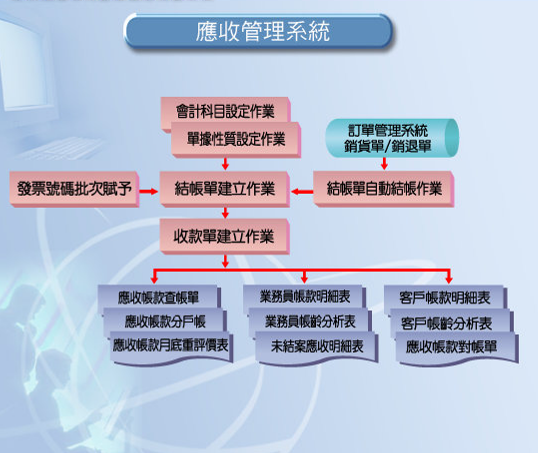 應收管理系統
會計科目設定作業
單據性質設定作業
訂單管理系統
銷貨單/銷退單
發票號碼批次賦予
結帳單建立作業
結帳單自動結帳作業
收款單建立作業
應收帳款查帳單
應收帳款分戶帳
應收帳款月底重評價表
業務員帳款明細表
業務員帳齡分析表
未結案應收明細表
客戶帳款明細表
客戶帳齡分析表
應收帳款對帳單